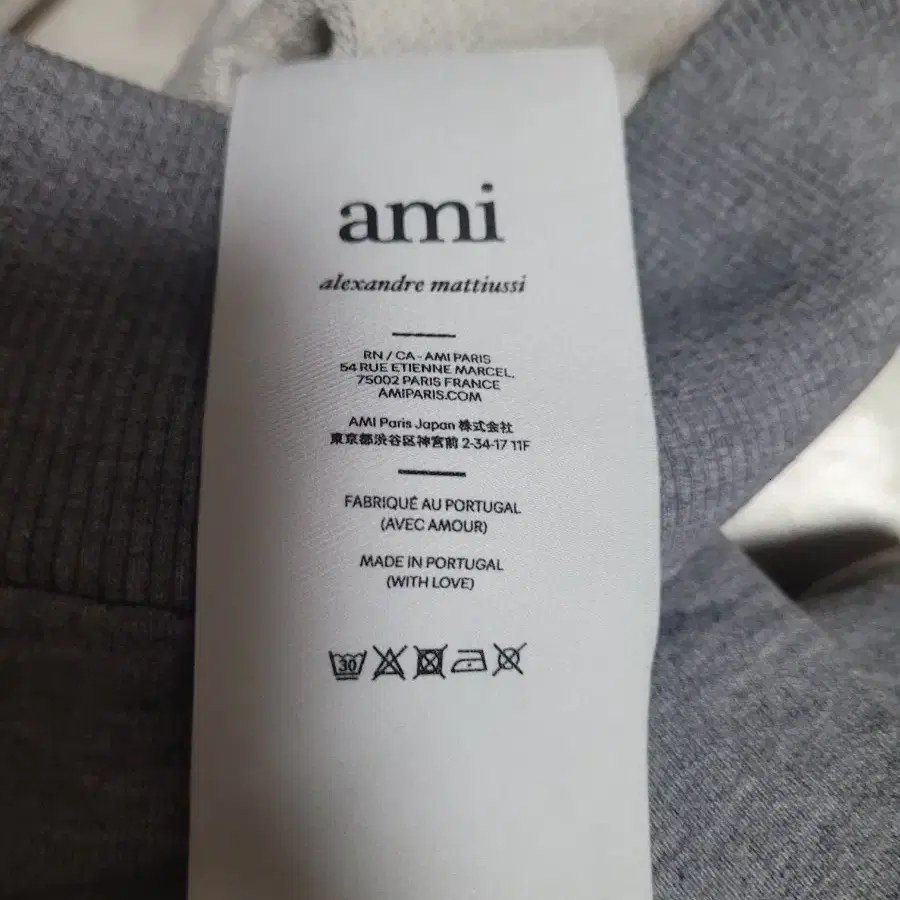 ami
alexandre mattiussi
RN / CA - AMI PARIS
54 RUE ETIENNE MARCEL,
75002 PARIS FRANCE
AMIPARIS.COM
AMI Paris Japan 株式会社
東京都渋谷区神宮前 2-34-17 11F
FABRIQUÉ AU PORTUGAL
(AVEC AMOUR)
MADE IN PORTUGAL
(WITH LOVE)
30